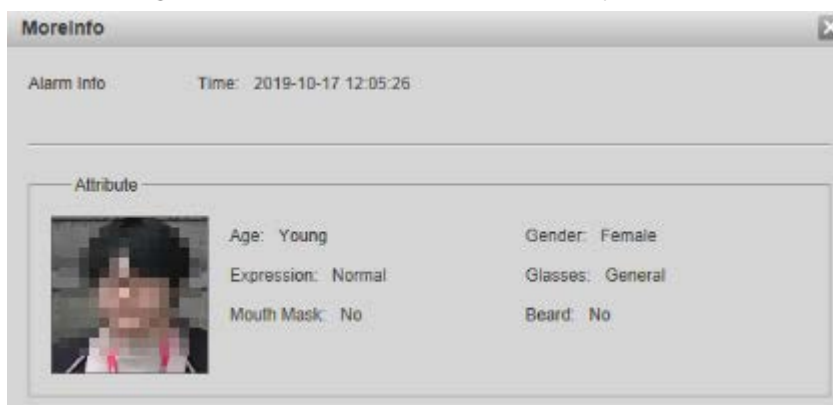 MoreInfo
Alarm Info Time: 2019-10-17 12:05:26
Attribute
Age: Young Gender: Female
Expression: Normal Glasses: General
Mouth Mask: No Beard: No